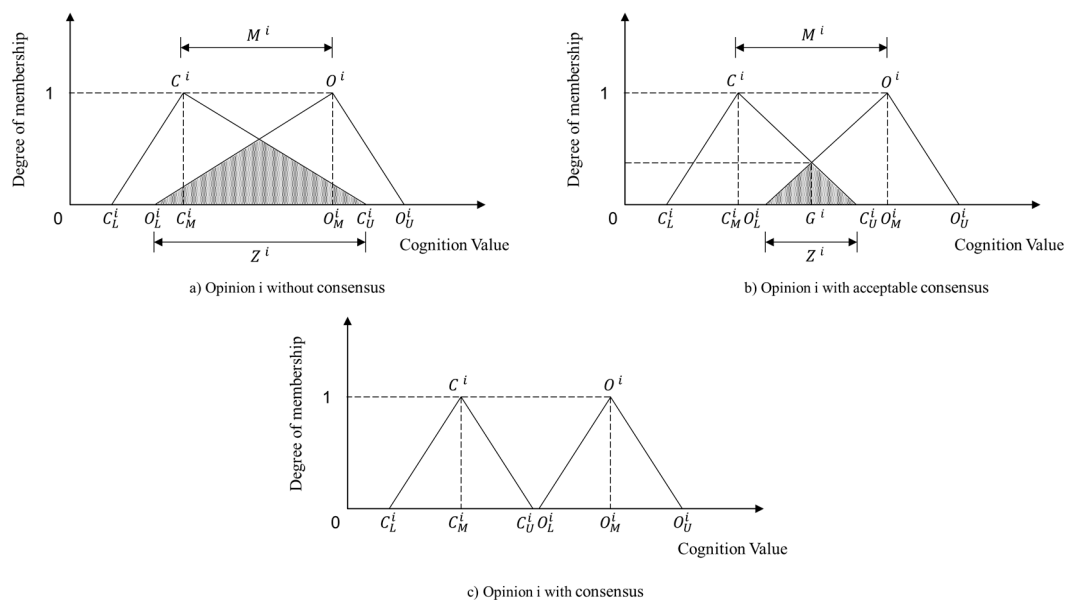 M i
C i
O i
Degree of membership
1
0
C_L^i O_L^i C_M^i O_M^i C_U^i O_U^i
Cognition Value
Z i
a) Opinion i without consensus
M i
C i
O i
Degree of membership
1
0
C_L^i C_M^i O_L^i G i C_U^i O_M^i O_U^i
Cognition Value
Z i
b) Opinion i with acceptable consensus
C i
O i
Degree of membership
1
0
C_L^i C_M^i C_U^i O_L^i O_M^i O_U^i
Cognition Value
c) Opinion i with consensus